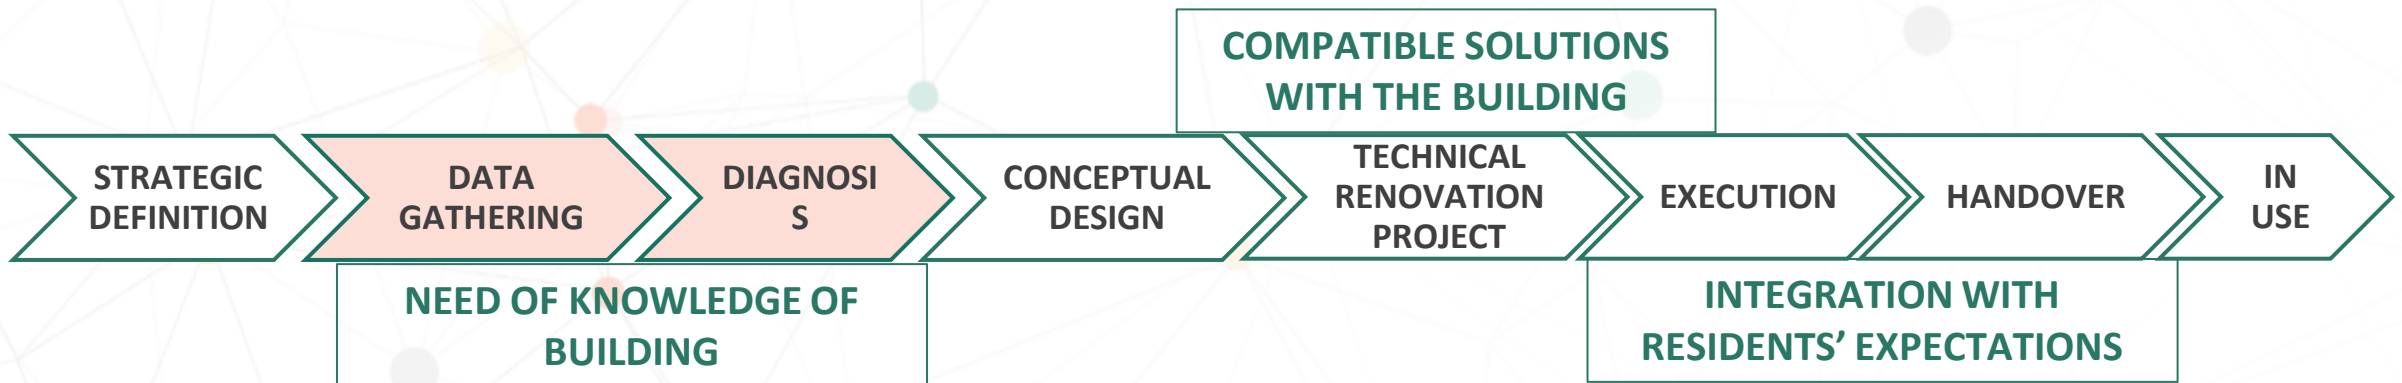 COMPATIBLE SOLUTIONS
WITH THE BUILDING
STRATEGIC
DEFINITION
DATA
GATHERING
DIAGNOSI
S
CONCEPTUAL
DESIGN
TECHNICAL
RENOVATION
PROJECT
EXECUTION
HANDOVER
IN
USE
NEED OF KNOWLEDGE OF
BUILDING
INTEGRATION WITH
RESIDENTS’ EXPECTATIONS